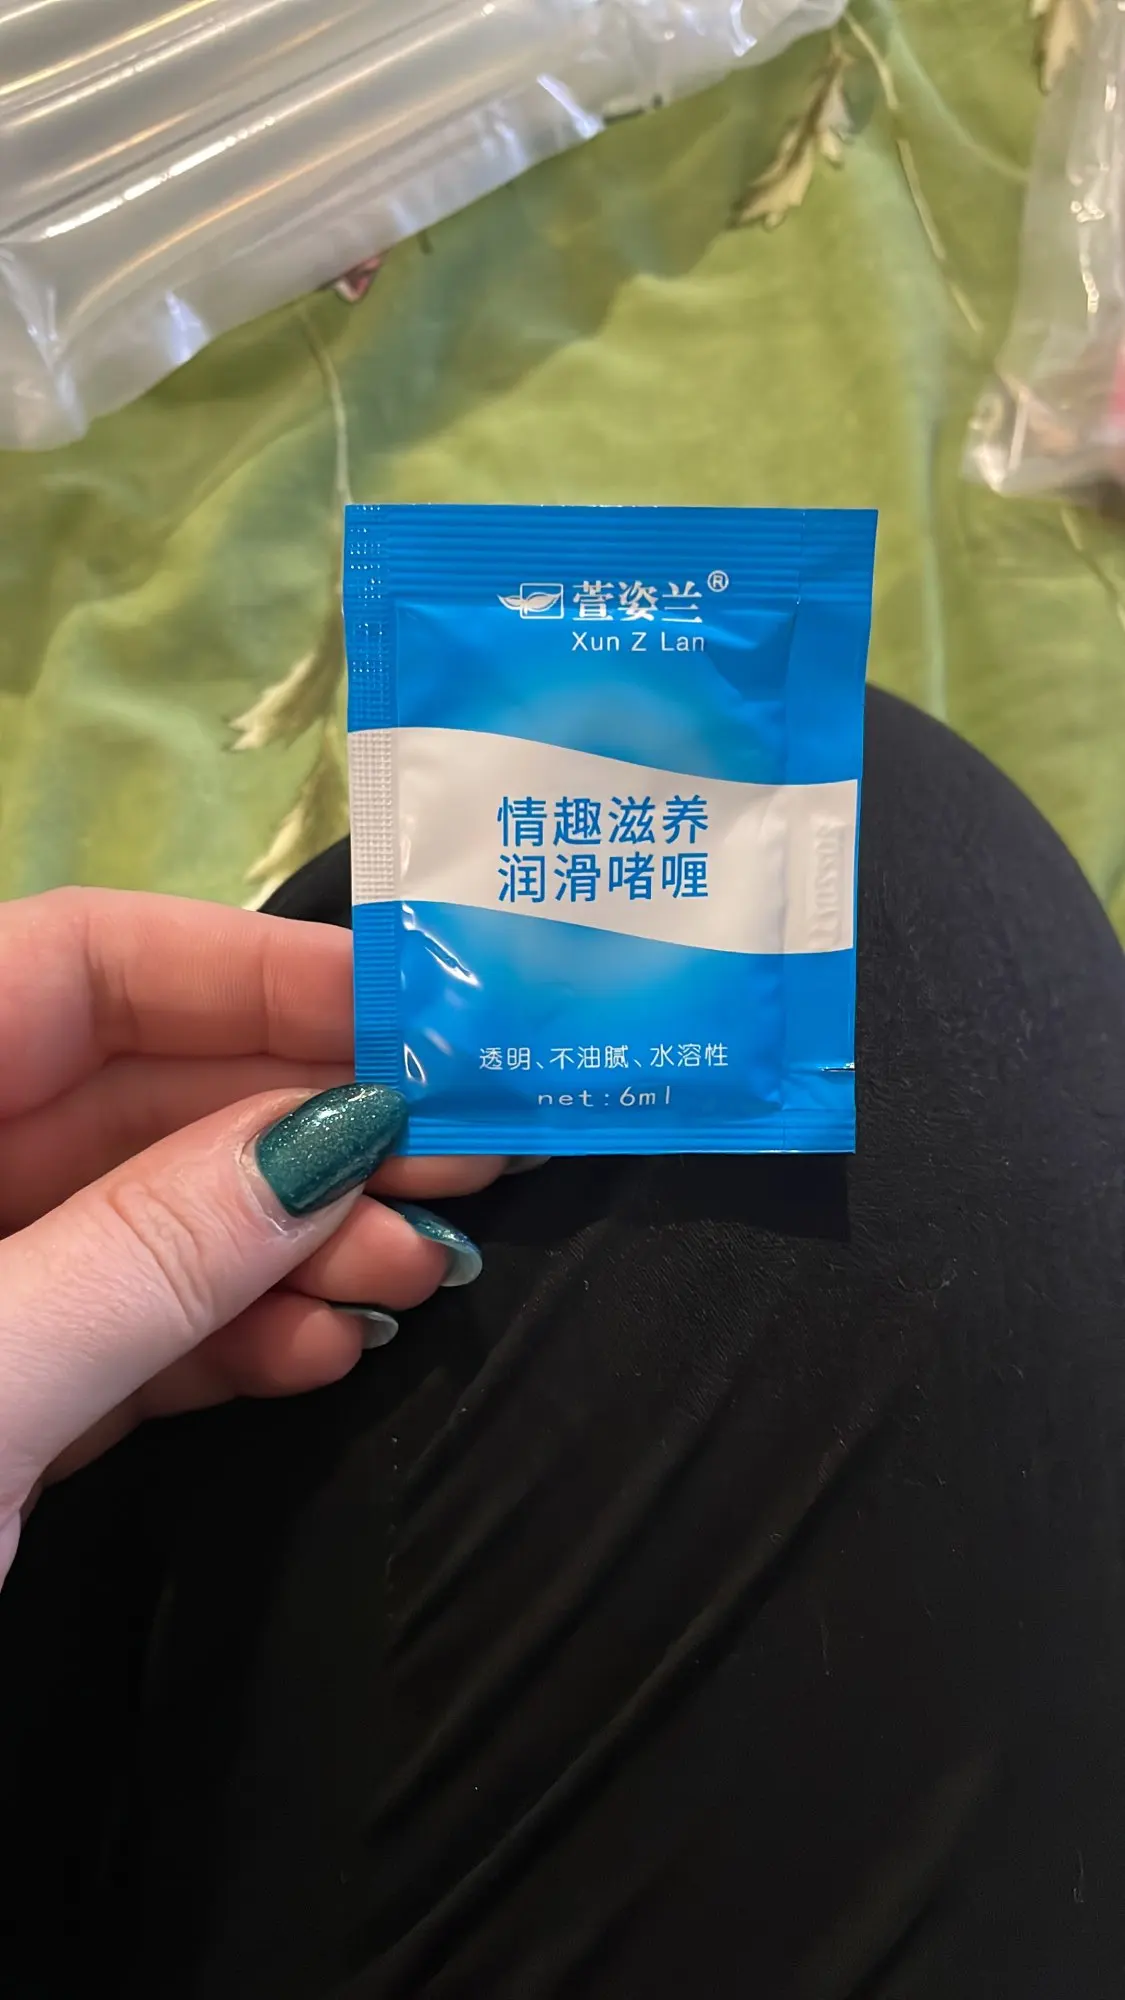 萱姿兰®
Xun Z Lan
情趣滋养
润滑啫喱
透明、不油腻、水溶性
net:6ml